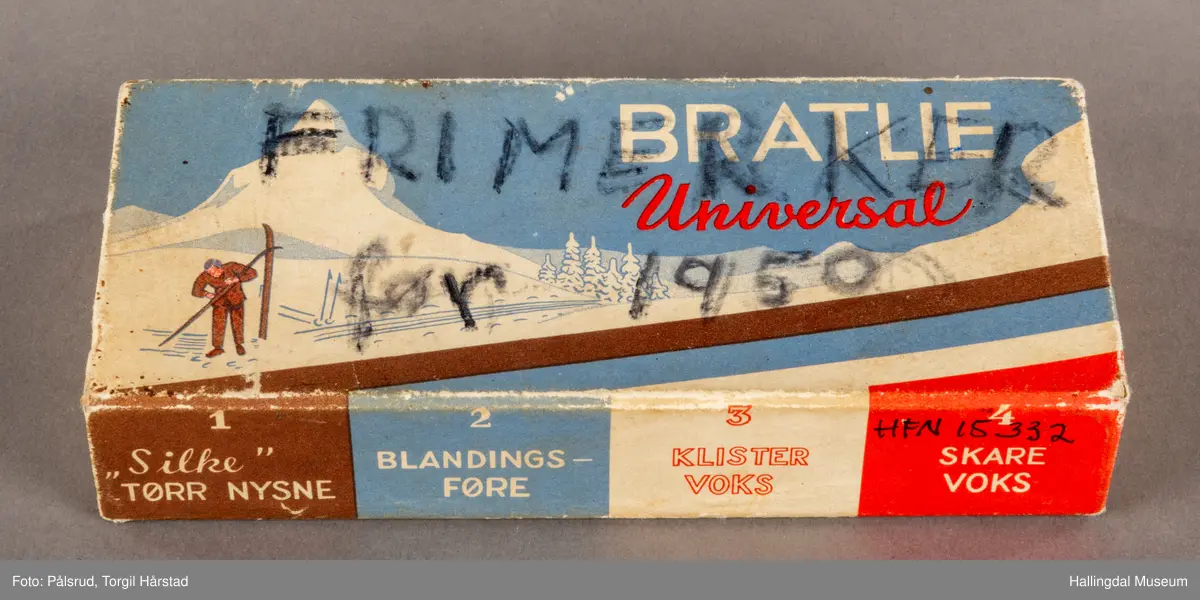 FRIMERKER
BRATLIE
Universal
før 1950
1
„Silke”
TØRR NYSNE
2
BLANDINGS-
FØRE
3
KLISTER
VOKS
4
HFN 15332
SKARE
VOKS
Foto: Pålsrud, Torgil Hårstad
Hallingdal Museum